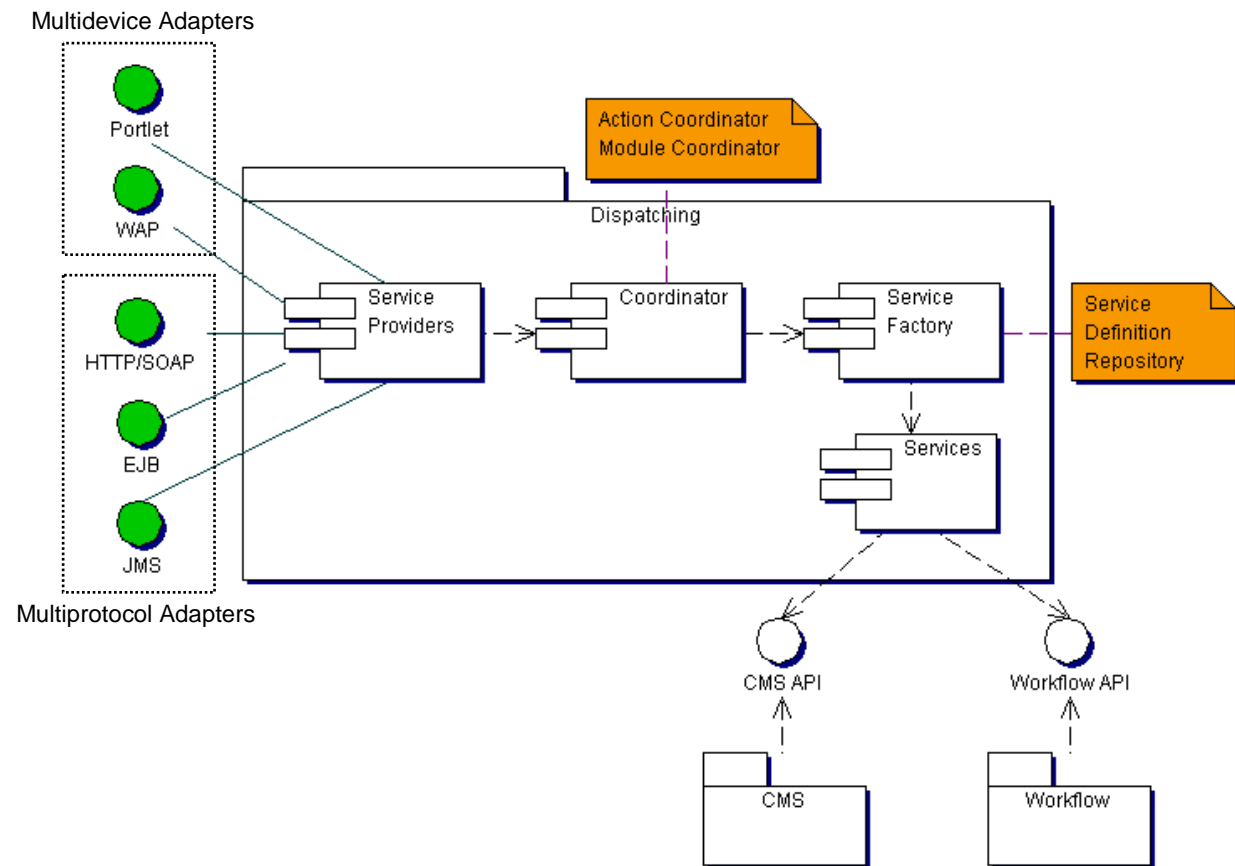 Multidevice Adapters
Portlet
WAP
HTTP/SOAP
EJB
JMS
Multiprotocol Adapters
Action Coordinator
Module Coordinator
Dispatching
Service
Providers
Coordinator
Service
Factory
Service
Definition
Repository
Services
CMS API
Workflow API
CMS
Workflow